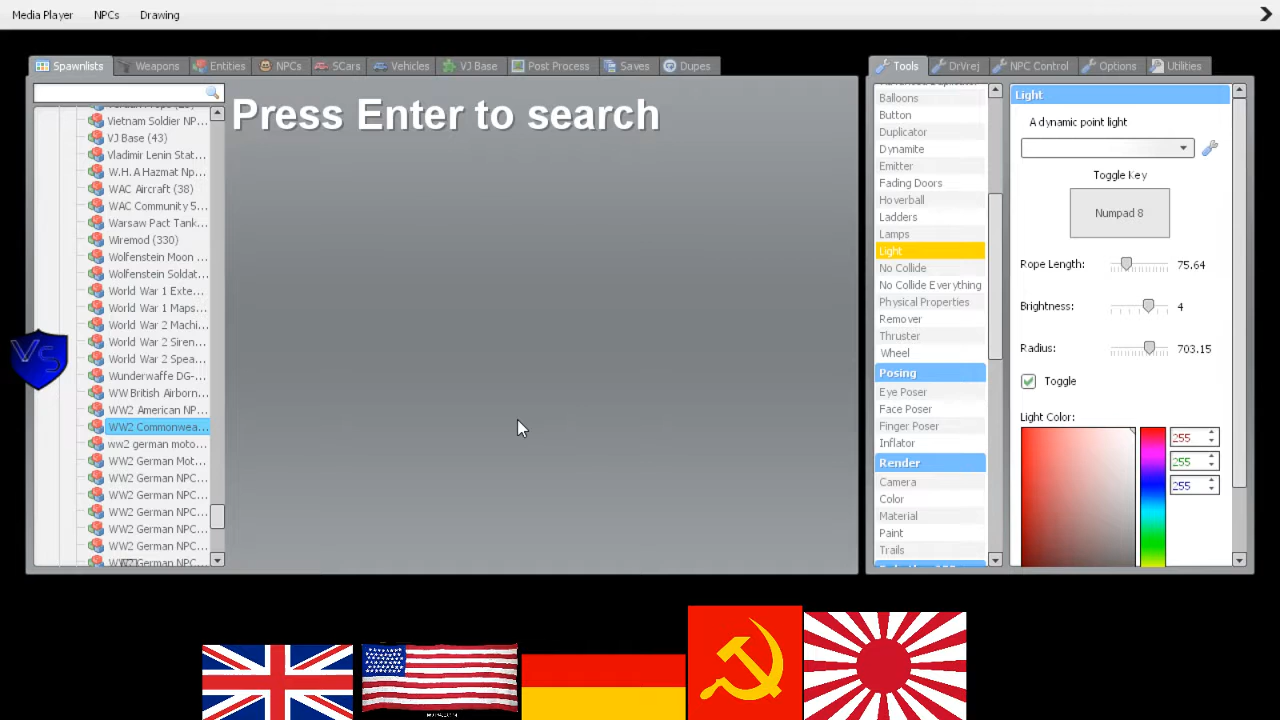 Media Player NPCs Drawing
Spawnlists Weapons Entities NPCs SCars Vehicles VJ Base Post Process Saves Dupes
Press Enter to search
Vietnam Soldier NP...
VJ Base (43)
Vladimir Lenin Stat...
W.H. A Hazmat Np...
WAC Aircraft (38)
WAC Community 5...
Warsaw Pact Tank...
Wiremod (330)
Wolfenstein Moon ...
Wolfenstein Soldat...
World War 1 Exte...
World War 1 Maps...
World War 2 Machi...
World War 2 Siren...
World War 2 Spea...
Wunderwaffe DG-...
WW British Airborn...
WW2 American NP...
WW2 Commonwea...
ww2 german moto...
WW2 German Mot...
WW2 German NPC...
WW2 German NPC...
WW2 German NPC...
WW2 German NPC...
WW2 German NPC...
WW2 German NPC...
VS
Tools DrVrej NPC Control Options Utilities
Balloons
Button
Duplicator
Dynamite
Emitter
Fading Doors
Hoverball
Ladders
Lamps
Light
No Collide
No Collide Everything
Physical Properties
Remover
Thruster
Wheel
Posing
Eye Poser
Face Poser
Finger Poser
Inflator
Render
Camera
Color
Material
Paint
Trails
Light
A dynamic point light
Toggle Key
Numpad 8
Rope Length: 75.64
Brightness: 4
Radius: 703.15
Toggle
Light Color:
255
255
255